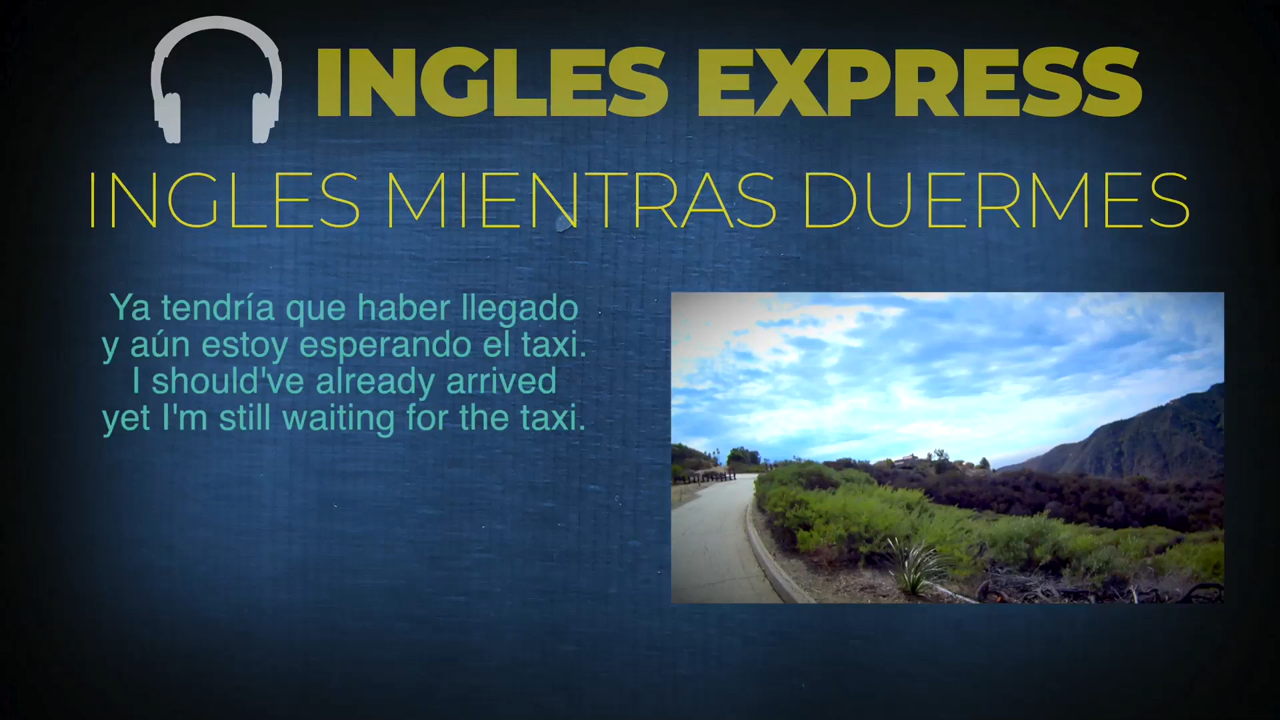 INGLES EXPRESS
INGLES MIENTRAS DUERMES
Ya tendría que haber llegado
y aún estoy esperando el taxi.
I should've already arrived
yet I'm still waiting for the taxi.